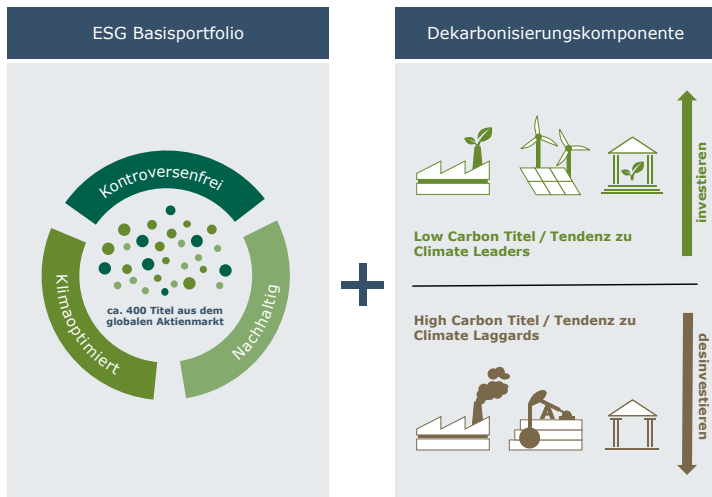 ESG Basisportfolio
Kontroversenfrei
Klimaoptimiert
Nachhaltig
ca. 400 Titel aus dem
globalen Aktienmarkt
Dekarbonisierungskomponente
investieren
Low Carbon Titel / Tendenz zu
Climate Leaders
High Carbon Titel / Tendenz zu
Climate Laggards
desinvestieren